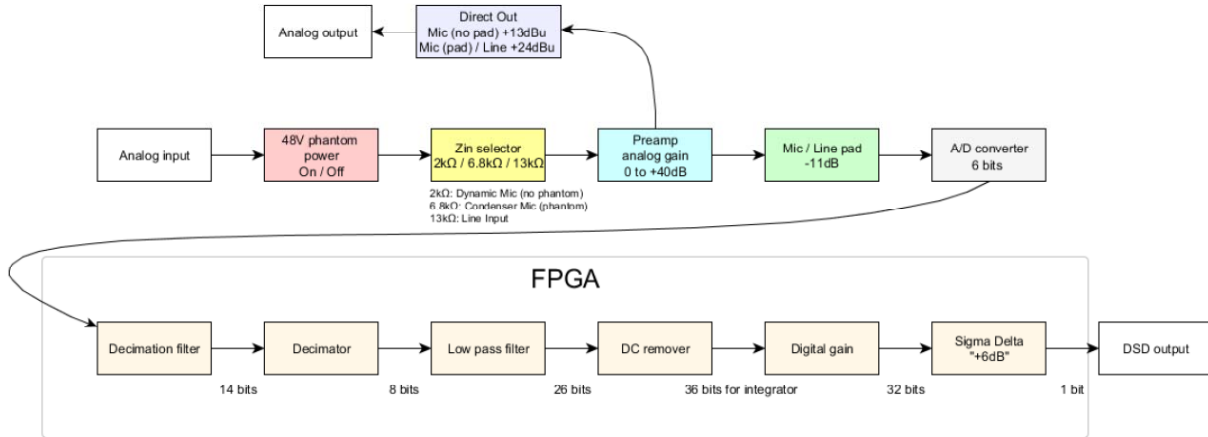 Direct Out
Mic (no pad) +13dBu
Mic (pad) / Line +24dBu
Analog output
Analog input
48V phantom
power
On / Off
Zin selector
2kΩ / 6.8kΩ / 13kΩ
Preamp
analog gain
0 to +40dB
Mic / Line pad
-11dB
A/D converter
6 bits
2kΩ: Dynamic Mic (no phantom)
6.8kΩ: Condenser Mic (phantom)
13kΩ: Line Input
FPGA
Decimation filter
Decimator
Low pass filter
DC remover
Digital gain
Sigma Delta
"+6dB"
DSD output
14 bits
8 bits
26 bits
36 bits for integrator
32 bits
1 bit